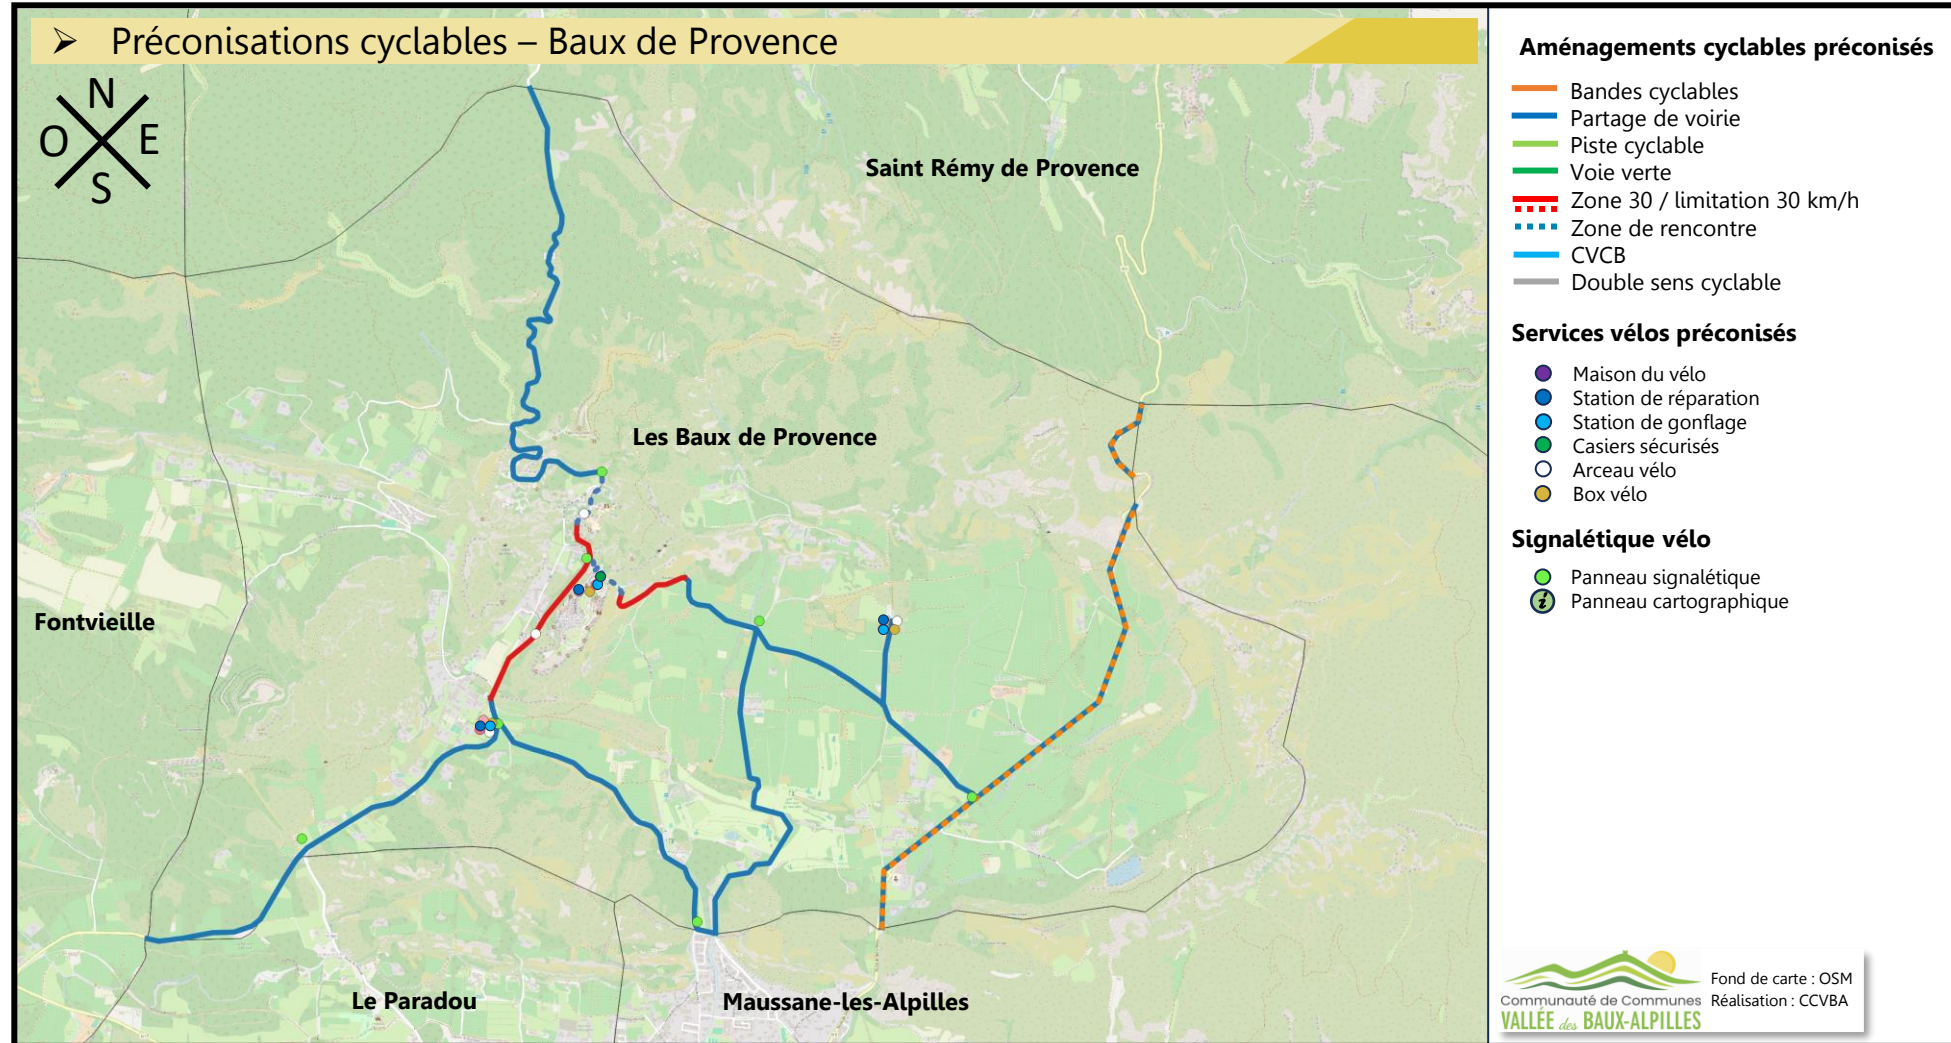 ➢ Préconisations cyclables – Baux de Provence
N
O E
S
Saint Rémy de Provence
Les Baux de Provence
Fontvieille
Le Paradou
Maussane-les-Alpilles
Aménagements cyclables préconisés
Bandes cyclables
Partage de voirie
Piste cyclable
Voie verte
Zone 30 / limitation 30 km/h
Zone de rencontre
CVCB
Double sens cyclable
Services vélos préconisés
Maison du vélo
Station de réparation
Station de gonflage
Casiers sécurisés
Arceau vélo
Box vélo
Signalétique vélo
Panneau signalétique
i Panneau cartographique
Communauté de Communes
VALLÉE des BAUX-ALPILLES
Fond de carte : OSM
Réalisation : CCVBA